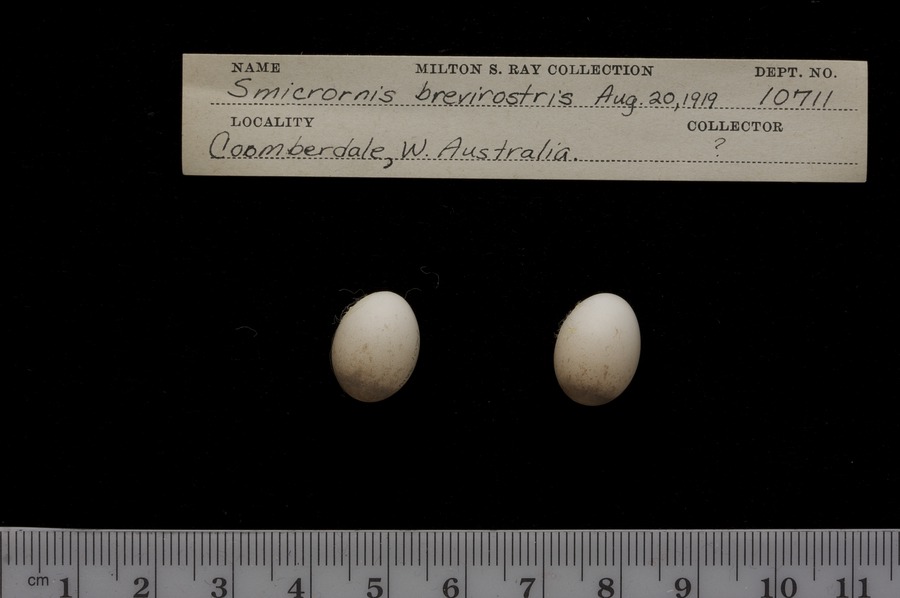 NAME MILTON S. RAY COLLECTION DEPT. NO.
Smicrornis brevirostris Aug. 20, 1919 10711
LOCALITY COLLECTOR
Coomberdale, W. Australia. ?
cm 1 2 3 4 5 6 7 8 9 10 11